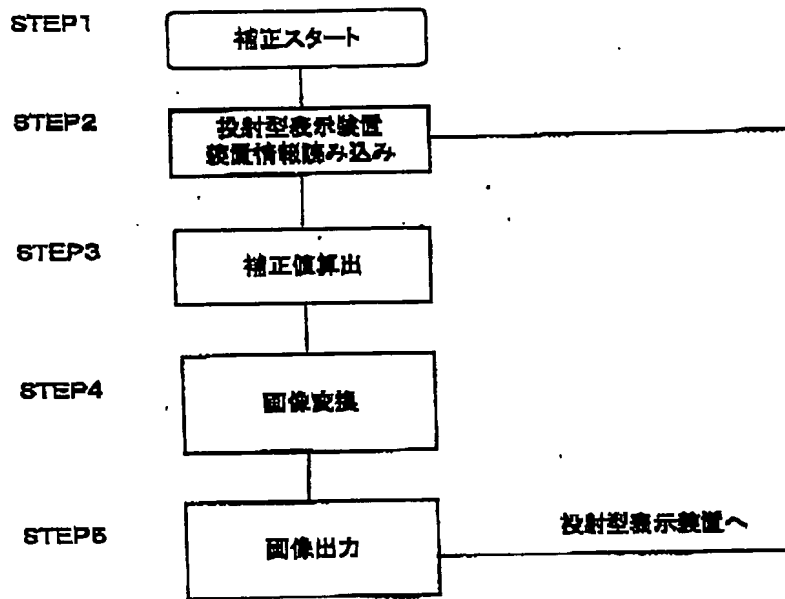 STEP1
補正スタート
STEP2
投射型表示装置
装置情報読み込み
STEP3
補正値算出
STEP4
画像変換
STEP5
画像出力
投射型表示装置へ